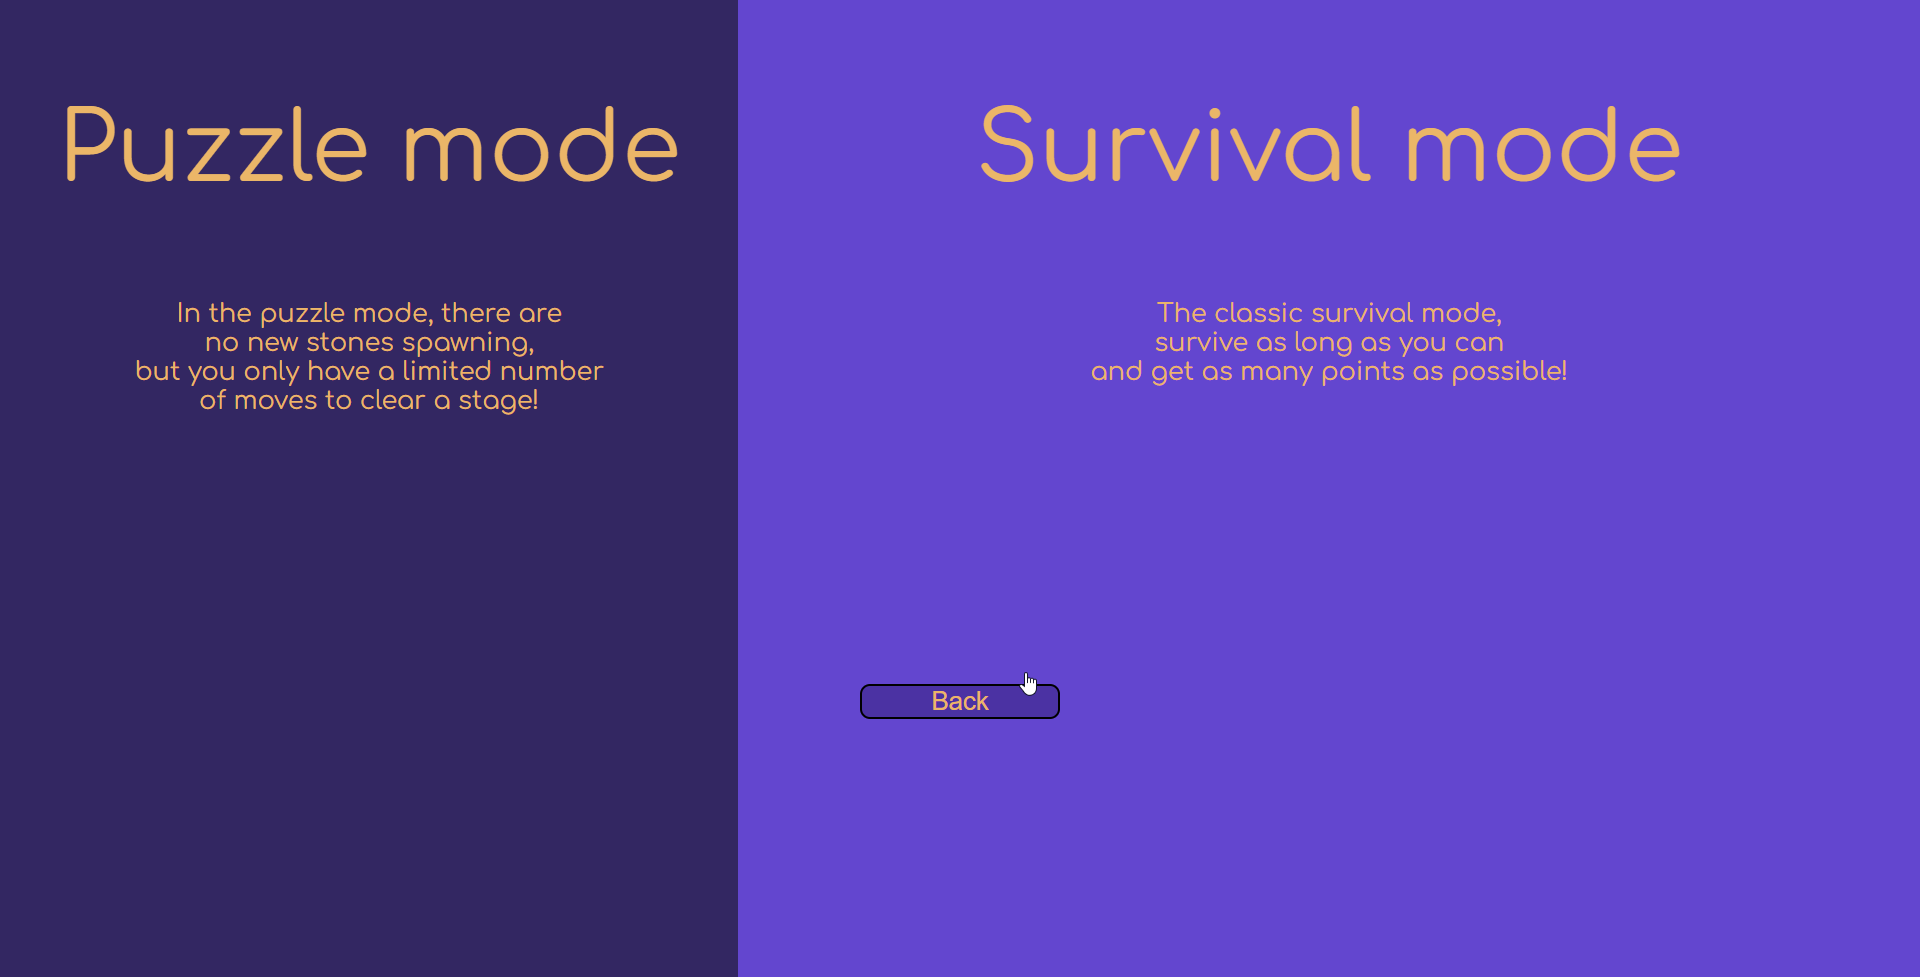 Puzzle mode
In the puzzle mode, there are
no new stones spawning,
but you only have a limited number
of moves to clear a stage!
Survival mode
The classic survival mode,
survive as long as you can
and get as many points as possible!
Back